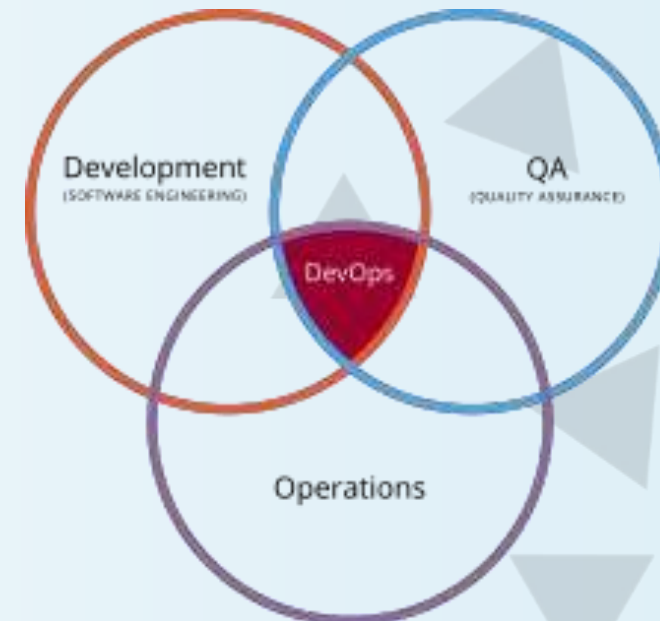 Development
(SOFTWARE ENGINEERING)
QA
(QUALITY ASSURANCE)
DevOps
Operations